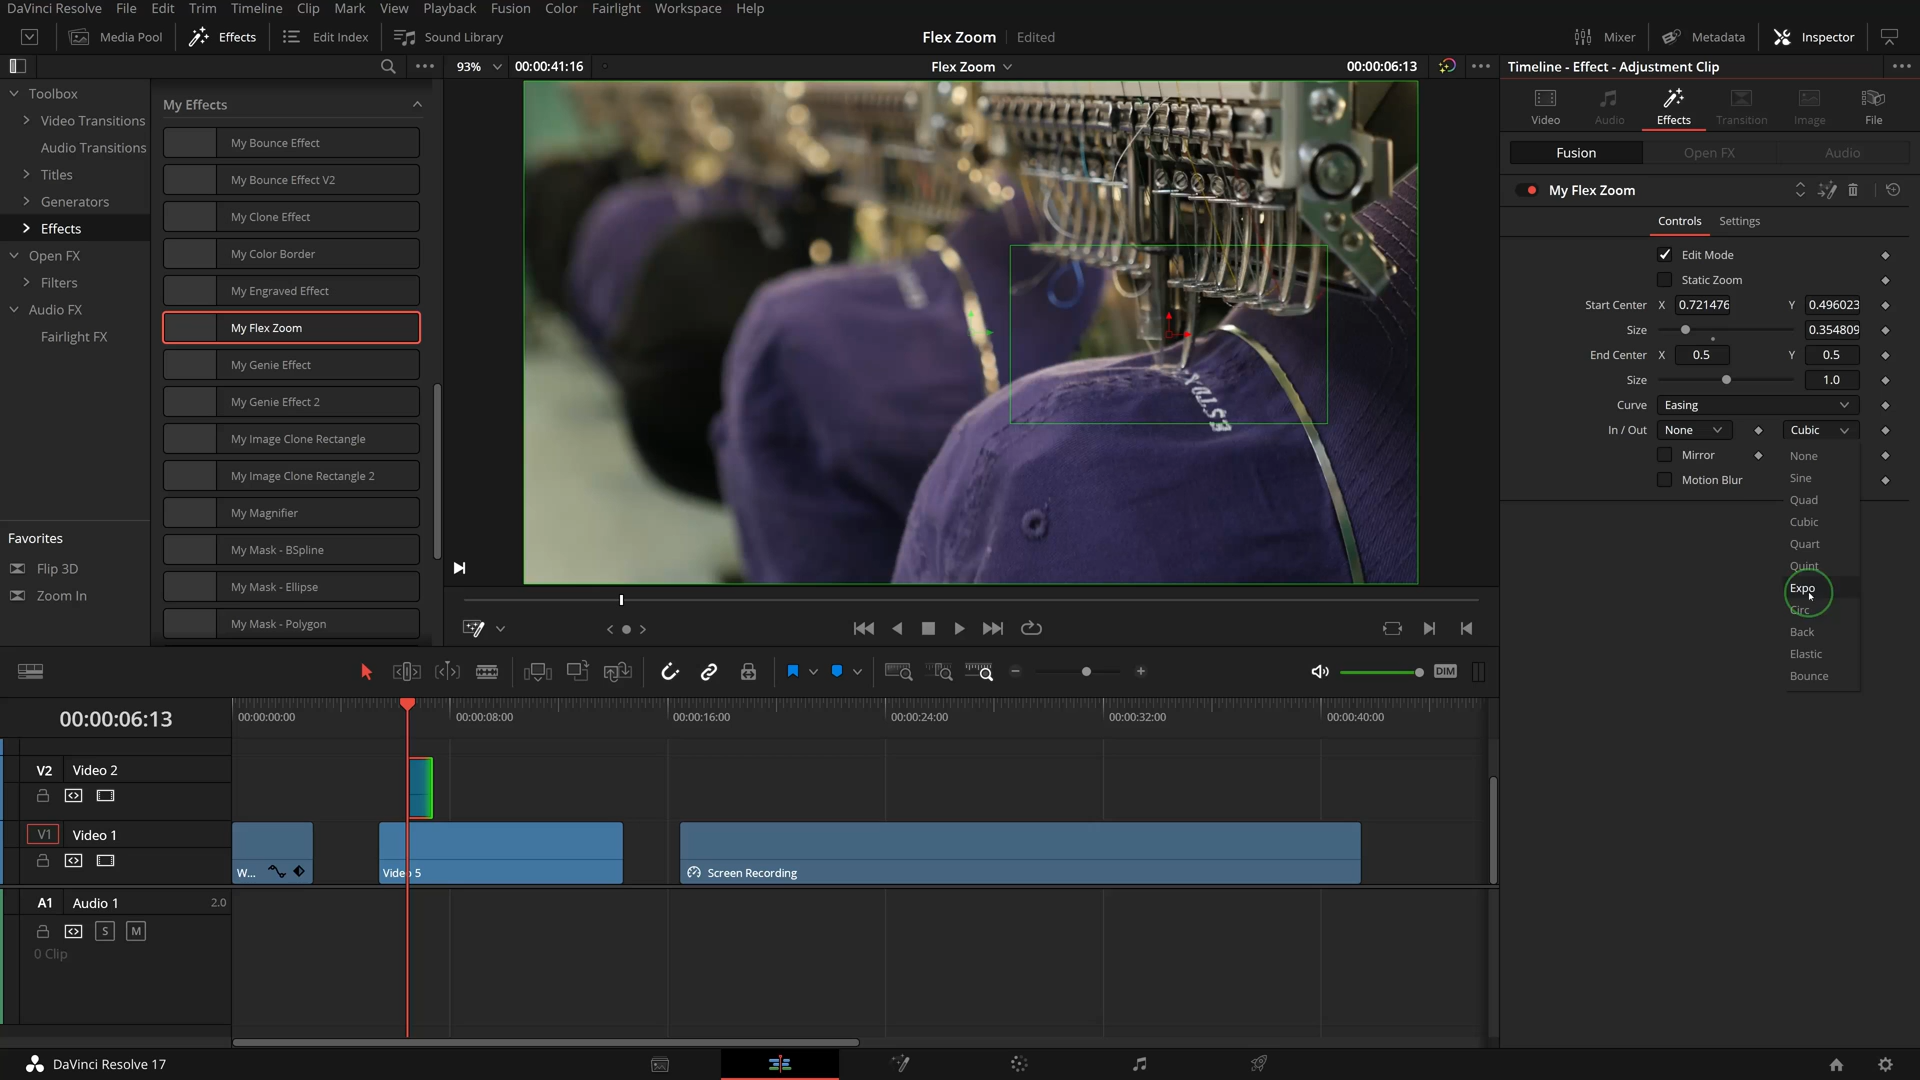 DaVinci Resolve File Edit Trim Timeline Clip Mark View Playback Fusion Color Fairlight Workspace Help
Media Pool Effects Edit Index Sound Library Flex Zoom Edited Mixer Metadata Inspector
93% 00:00:41:16 Flex Zoom 00:00:06:13 Timeline - Effect - Adjustment Clip
Toolbox
Video Transitions
Audio Transitions
Titles
Generators
Effects
Open FX
Filters
Audio FX
Fairlight FX
Favorites
Flip 3D
Zoom In
My Effects
My Bounce Effect
My Bounce Effect V2
My Clone Effect
My Color Border
My Engraved Effect
My Flex Zoom
My Genie Effect
My Genie Effect 2
My Image Clone Rectangle
My Image Clone Rectangle 2
My Magnifier
My Mask - BSpline
My Mask - Ellipse
My Mask - Polygon
Video Audio Effects Transition Image File
Fusion Open FX Audio
My Flex Zoom
Controls Settings
Edit Mode
Static Zoom
Start Center X 0.721476 Y 0.496023
Size 0.354809
End Center X 0.5 Y 0.5
Size 1.0
Curve Easing
In / Out None Cubic
Mirror
Motion Blur
None
Sine
Quad
Cubic
Quart
Quint
Expo
Circ
Back
Elastic
Bounce
DIM
00:00:06:13 00:00:00:00 00:00:08:00 00:00:16:00 00:00:24:00 00:00:32:00 00:00:40:00
V2 Video 2
V1 Video 1
W... Video 5 Screen Recording
A1 Audio 1 2.0
S M
0 Clip
DaVinci Resolve 17